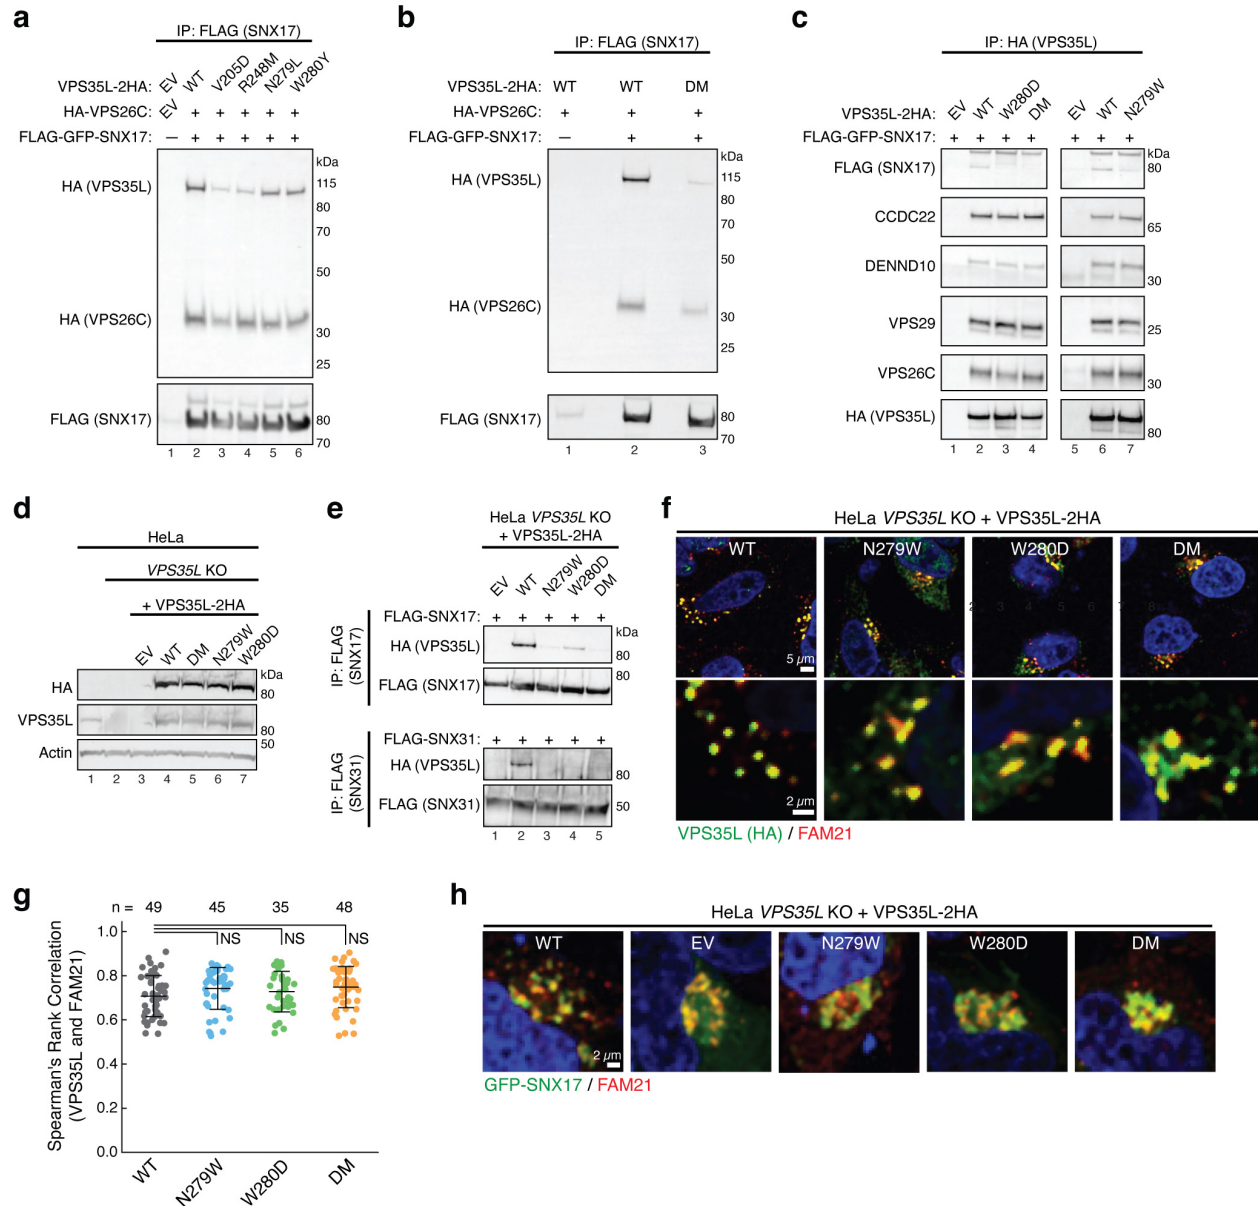 a
IP: FLAG (SNX17)
VPS35L-2HA: EV WT V205D R248M N279L W280Y
HA-VPS26C: EV + + + + +
FLAG-GFP-SNX17: — + + + + +
kDa
HA (VPS35L)
115
80
70
50
HA (VPS26C)
30
25
FLAG (SNX17)
80
70
1 2 3 4 5 6
b
IP: FLAG (SNX17)
VPS35L-2HA: WT WT DM
HA-VPS26C: + + +
FLAG-GFP-SNX17: — + +
kDa
HA (VPS35L)
115
80
70
50
HA (VPS26C)
30
25
FLAG (SNX17)
80
70
1 2 3
c
IP: HA (VPS35L)
VPS35L-2HA: EV WT W280D DM EV WT N279W
FLAG-GFP-SNX17: + + + + + + +
kDa
FLAG (SNX17) 80
CCDC22 65
DENND10 30
VPS29 25
VPS26C 30
HA (VPS35L) 80
1 2 3 4 5 6 7
d
HeLa
VPS35L KO
+ VPS35L-2HA
EV WT DM N279W W280D
kDa
HA 80
VPS35L 80
50
Actin
1 2 3 4 5 6 7
e
HeLa VPS35L KO
+ VPS35L-2HA
EV WT N279W W280D DM
IP: FLAG
(SNX17)
FLAG-SNX17: + + + + +
kDa
HA (VPS35L) 80
80
FLAG (SNX17)
IP: FLAG
(SNX31)
FLAG-SNX31: + + + + +
HA (VPS35L) 80
FLAG (SNX31) 50
1 2 3 4 5
f
HeLa VPS35L KO + VPS35L-2HA
WT N279W W280D DM
5 µm
2 µm
VPS35L (HA) / FAM21
g
n = 49 45 35 48
NS NS NS
Spearman's Rank Correlation
(VPS35L and FAM21)
1.0
0.8
0.6
0.4
0.2
0.0
WT N279W W280D DM
h
HeLa VPS35L KO + VPS35L-2HA
WT EV N279W W280D DM
2 µm
GFP-SNX17 / FAM21